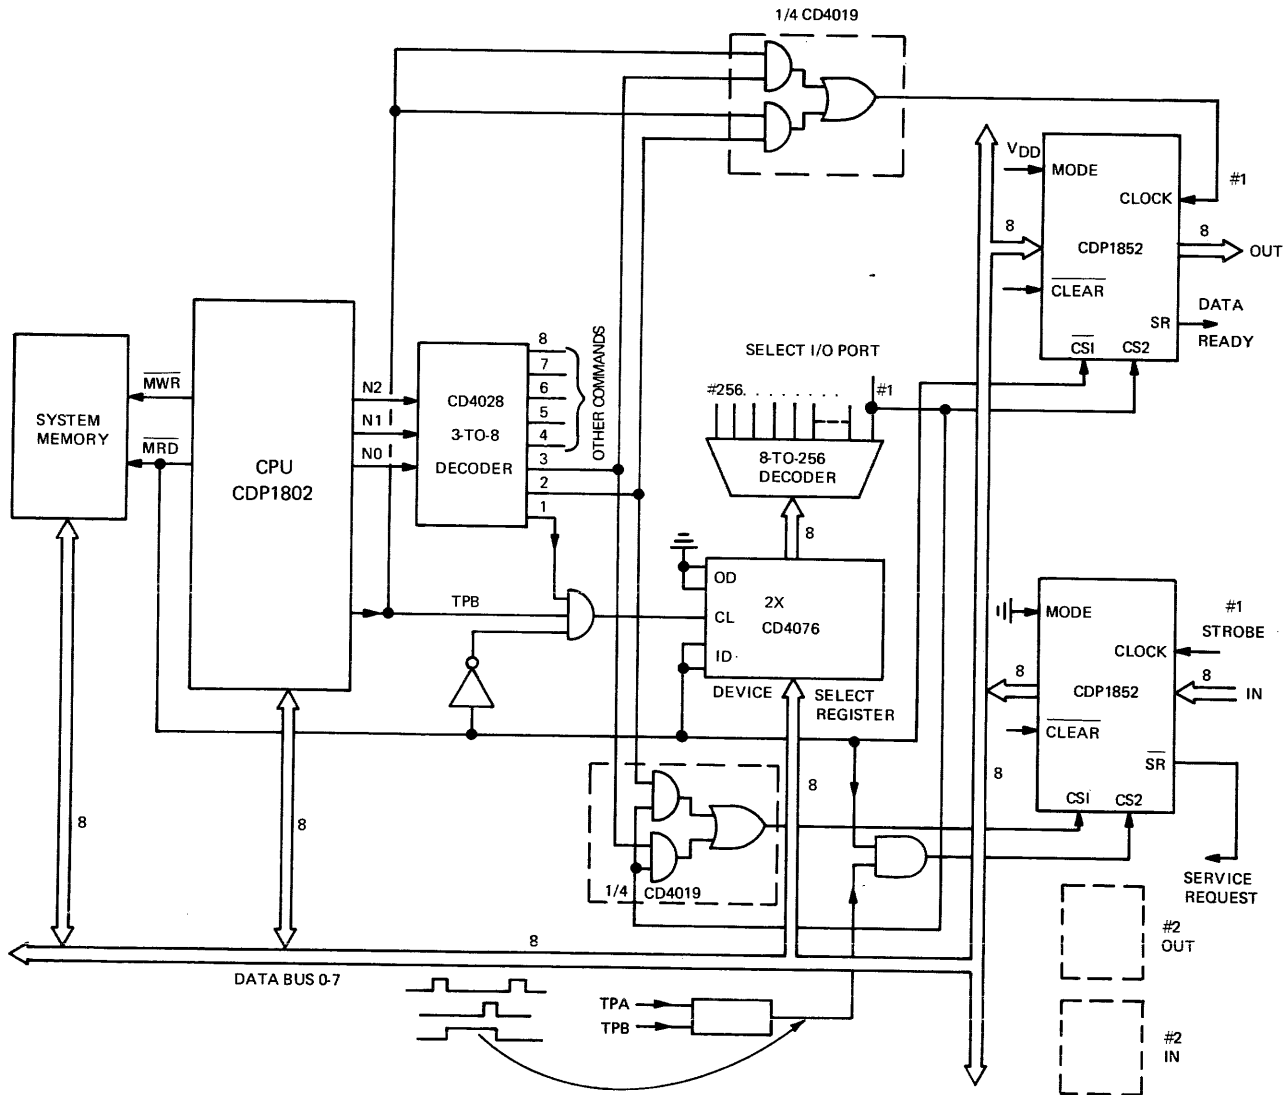 1/4 CD4019
VDD
MODE
CLOCK
#1
8
CDP1852
8
OUT
CLEAR
SR
DATA
READY
CS1
CS2
SYSTEM
MEMORY
MWR
MRD
CPU
CDP1802
N2
N1
N0
CD4028
3-TO-8
DECODER
8
7
6
5
4
3
2
1
OTHER COMMANDS
SELECT I/O PORT
#256. . . . . . . . .
#1
8-TO-256
DECODER
8
TPB
OD
CL
ID
2X
CD4076
DEVICE SELECT
REGISTER
MODE
#1
STROBE
CLOCK
8
CDP1852
8
IN
CLEAR
SR
CS1
CS2
8
8
8
8
1/4 CD4019
SERVICE
REQUEST
8
DATA BUS 0-7
TPA
TPB
#2
OUT
#2
IN